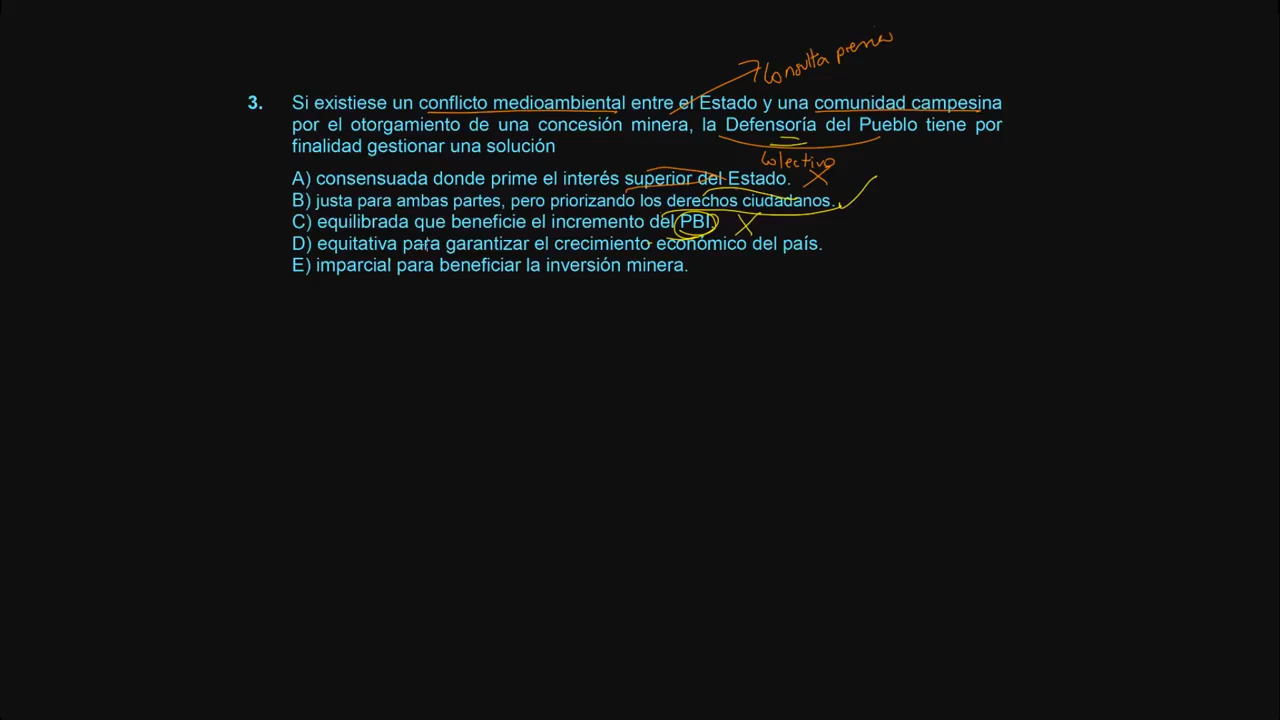 Consulta previa
3. Si existiese un conflicto medioambiental entre el Estado y una comunidad campesina
por el otorgamiento de una concesión minera, la Defensoría del Pueblo tiene por
finalidad gestionar una solución
Colectivo
A) consensuada donde prime el interés superior del Estado.
B) justa para ambas partes, pero priorizando los derechos ciudadanos.
C) equilibrada que beneficie el incremento del PBI.
D) equitativa para garantizar el crecimiento económico del país.
E) imparcial para beneficiar la inversión minera.